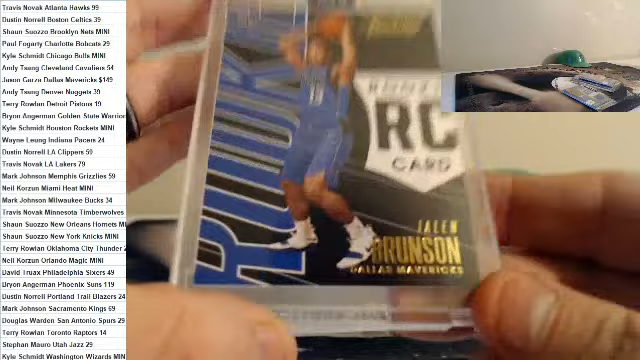 Travis Novak Atlanta Hawks 99
Dustin Norrell Boston Celtics 39
Shaun Suozzo Brooklyn Nets MINI
Paul Fogarty Charlotte Bobcats 29
Kyle Schmidt Chicago Bulls MINI
Andy Tsang Cleveland Cavaliers 54
Jason Garza Dallas Mavericks $149
Andy Tsang Denver Nuggets 39
Terry Rowlan Detroit Pistons 19
Bryon Angerman Golden State Warrior
Kyle Schmidt Houston Rockets MINI
Wayne Leung Indiana Pacers 24
Dustin Norrell LA Clippers 59
Travis Novak LA Lakers 79
Mark Johnson Memphis Grizzlies 59
Neil Korzun Miami Heat MINI
Mark Johnson Milwaukee Bucks 34
Travis Novak Minnesota Timberwolves
Shaun Suozzo New Orleans Hornets MI
Shaun Suozzo New York Knicks MINI
Terry Rowlan Oklahoma City Thunder 2
Neil Korzun Orlando Magic MINI
David Truax Philadelphia Sixers 49
Bryon Angerman Phoenix Suns 119
Dustin Norrell Portland Trail Blazers 24
Mark Johnson Sacramento Kings 69
Douglas Warden San Antonio Spurs 29
Terry Rowlan Toronto Raptors 14
Stephan Mauro Utah Jazz 29
Kyle Schmidt Washington Wizards MIN
RC
CARD
JALEN
BRUNSON
DALLAS MAVERICKS